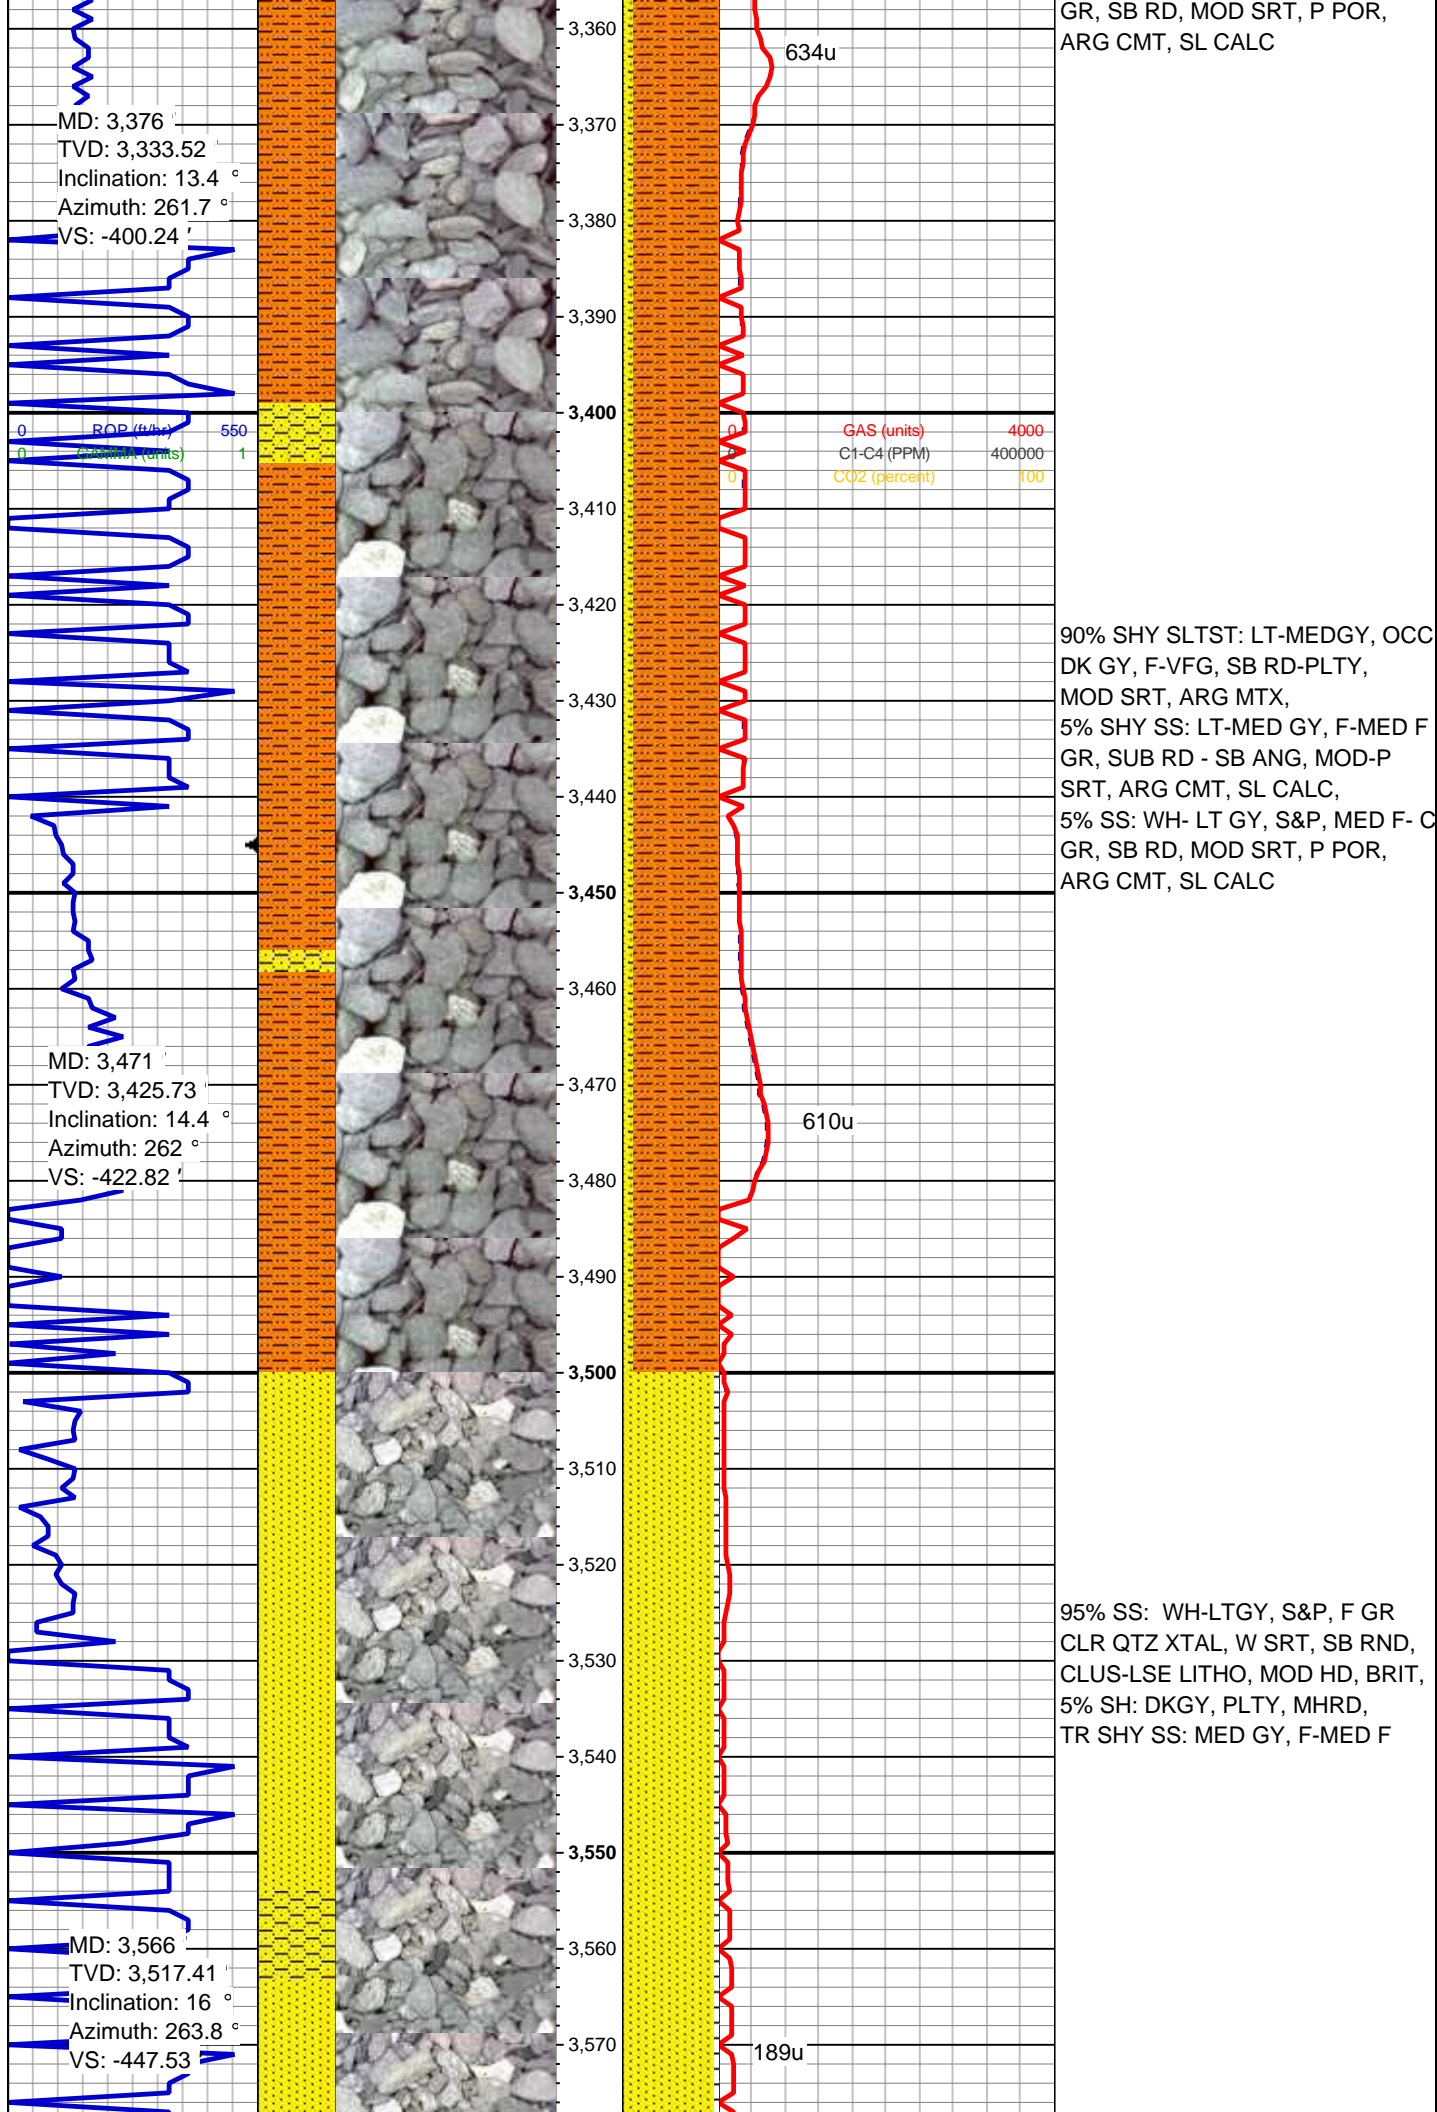 GR, SB RD, MOD SRT, P POR,
ARG CMT, SL CALC
3,360
634u
MD: 3,376 '
TVD: 3,333.52 '
Inclination: 13.4 °
Azimuth: 261.7 °
VS: -400.24 '
3,370
3,380
3,390
3,400
0 ROP (ft/hr) 550
0 GAMMA (units) 1
0 GAS (units) 4000
0 C1-C4 (PPM) 400000
0 CO2 (percent) 100
3,410
3,420
90% SHY SLTST: LT-MEDGY, OCC
DK GY, F-VFG, SB RD-PLTY,
MOD SRT, ARG MTX,
5% SHY SS: LT-MED GY, F-MED F
GR, SUB RD - SB ANG, MOD-P
SRT, ARG CMT, SL CALC,
5% SS: WH- LT GY, S&P, MED F- C
GR, SB RD, MOD SRT, P POR,
ARG CMT, SL CALC
3,430
3,440
3,450
3,460
MD: 3,471 '
TVD: 3,425.73 '
Inclination: 14.4 °
Azimuth: 262 °
VS: -422.82 '
3,470
610u
3,480
3,490
3,500
3,510
3,520
95% SS:  WH-LTGY, S&P, F GR
CLR QTZ XTAL, W SRT, SB RND,
CLUS-LSE LITHO, MOD HD, BRIT,
5% SH: DKGY, PLTY, MHRD,
TR SHY SS: MED GY, F-MED F
3,530
3,540
3,550
3,560
MD: 3,566 '
TVD: 3,517.41 '
Inclination: 16 °
Azimuth: 263.8 °
VS: -447.53 '
3,570
189u